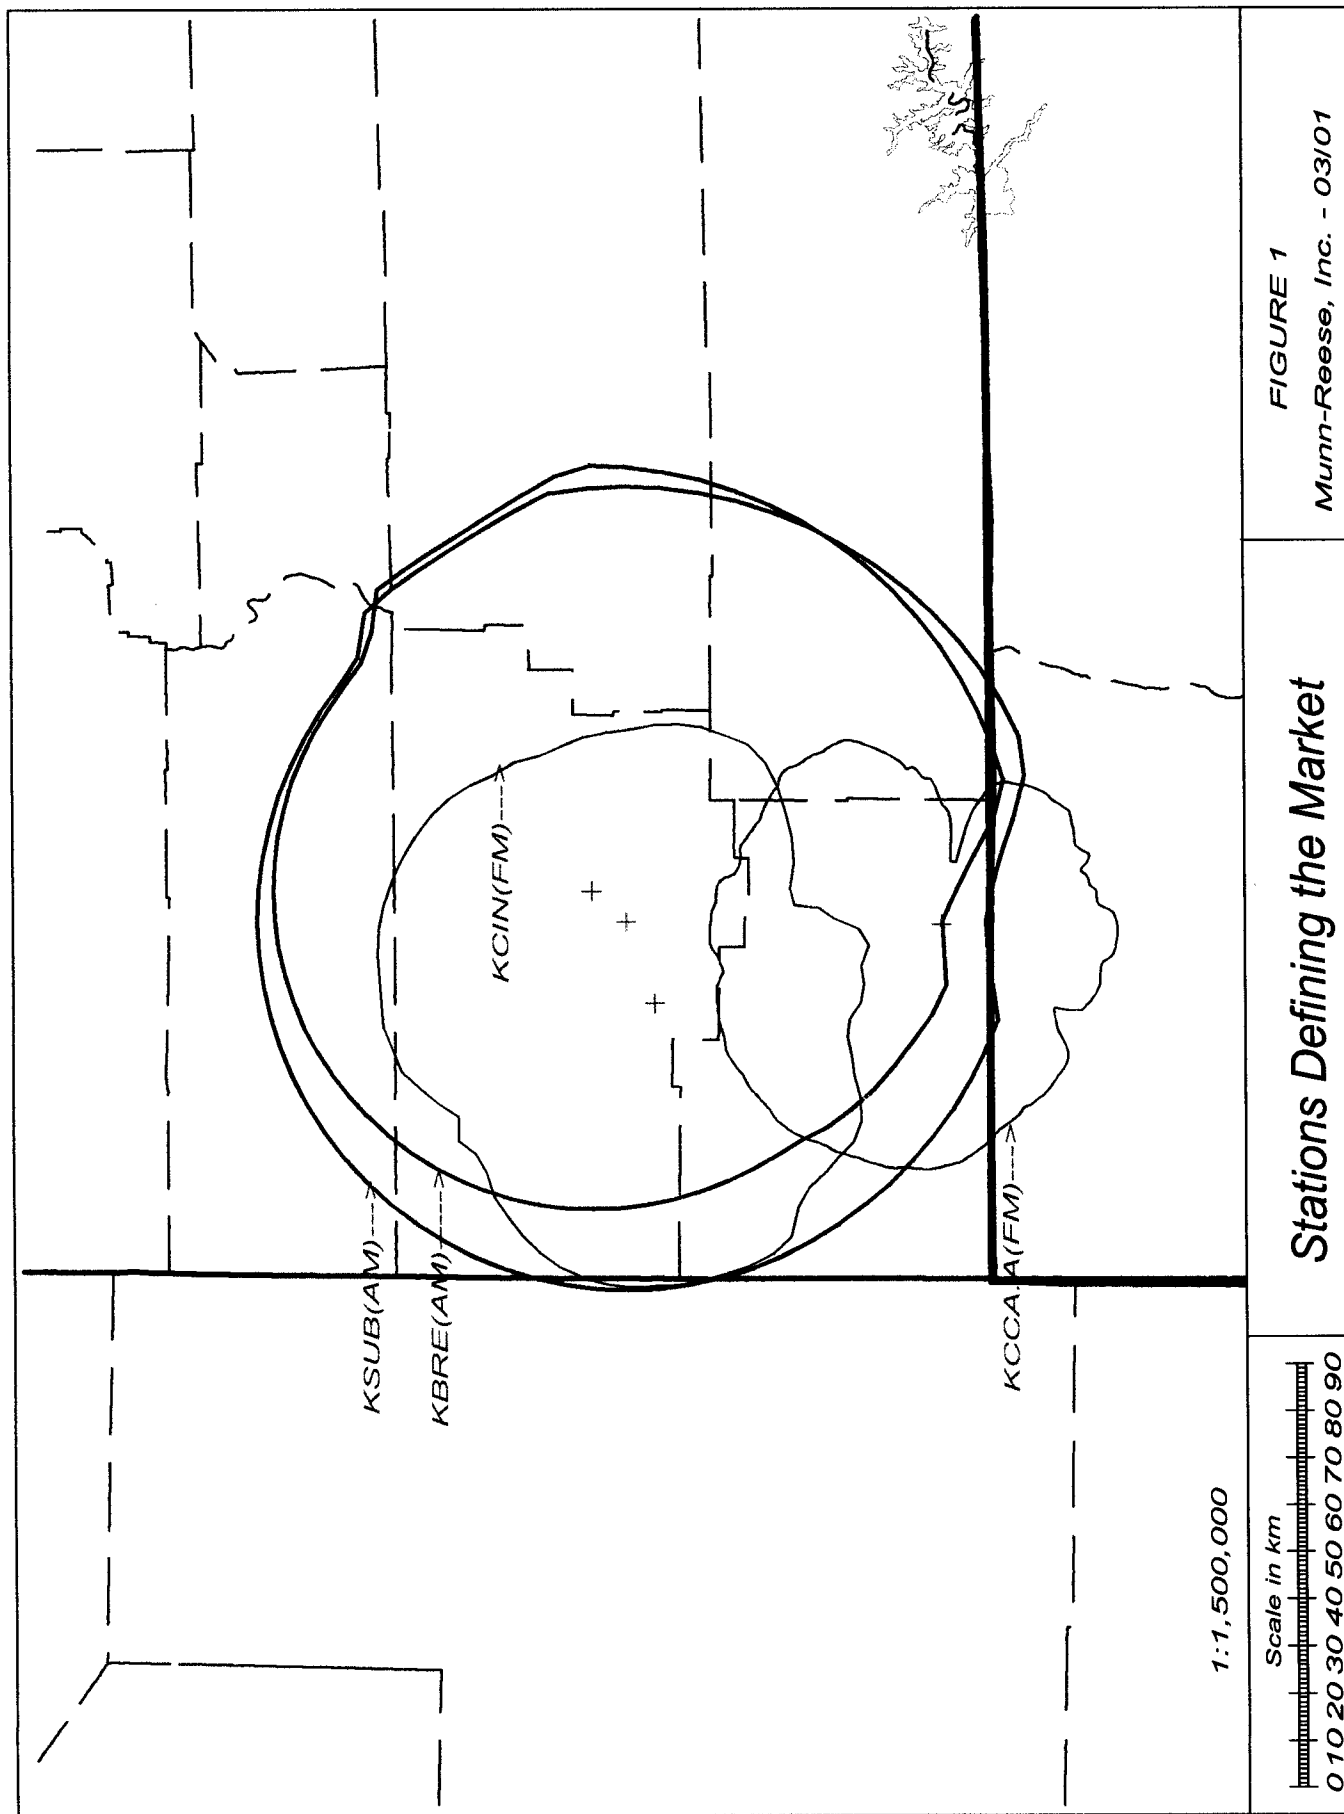 KCIN(FM)
KSUB(AM)
KBRE(AM)
KCCA.A(FM)
1:1,500,000
Scale in km
0 10 20 30 40 50 60 70 80 90
Stations Defining the Market
FIGURE 1
Munn-Reese, Inc. - 03/01